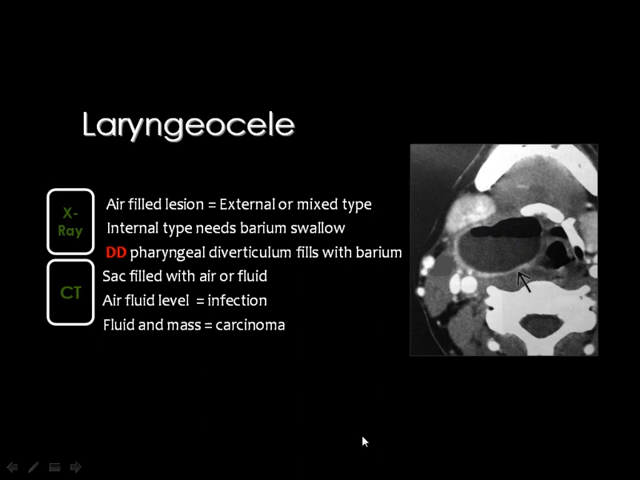 Laryngeocele
X-
Ray
Air filled lesion = External or mixed type
Internal type needs barium swallow
DD pharyngeal diverticulum fills with barium
CT
Sac filled with air or fluid
Air fluid level = infection
Fluid and mass = carcinoma